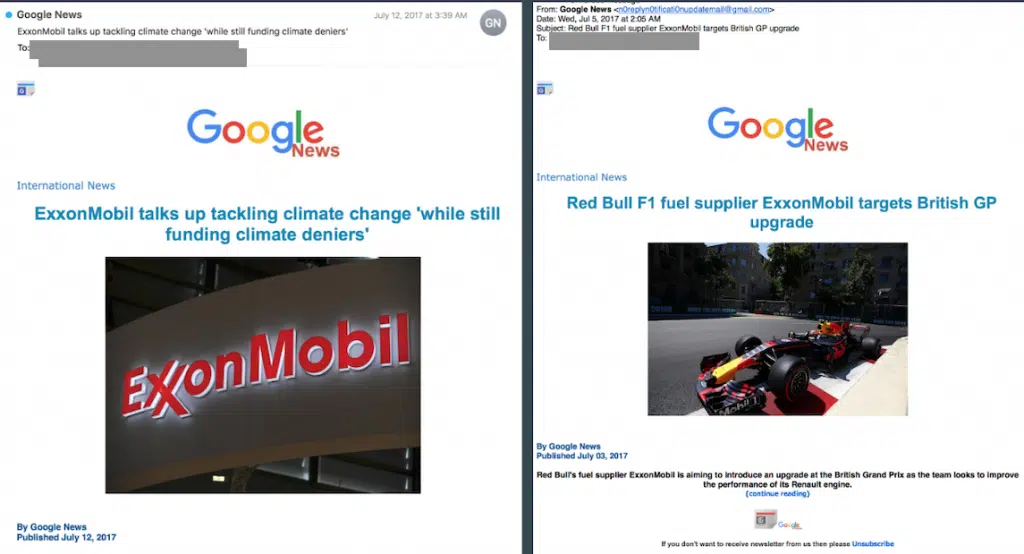 Google News
July 12, 2017 at 3:39 AM
GN
ExxonMobil talks up tackling climate change 'while still funding climate deniers'
To:
Google
News
International News
ExxonMobil talks up tackling climate change 'while still
funding climate deniers'
ExxonMobil
By Google News
Published July 12, 2017
From: Google News <n0replyn0tificati0nupdatemail@gmail.com>
Date: Wed, Jul 5, 2017 at 2:05 AM
Subject: Red Bull F1 fuel supplier ExxonMobil targets British GP upgrade
To:
Google
News
International News
Red Bull F1 fuel supplier ExxonMobil targets British GP
upgrade
Mobil 1
By Google News
Published July 03, 2017
Red Bull's fuel supplier ExxonMobil is aiming to introduce an upgrade at the British Grand Prix as the team looks to improve
the performance of its Renault engine.
(continue reading)
Google
If you don't want to receive newsletter from us then please Unsubscribe